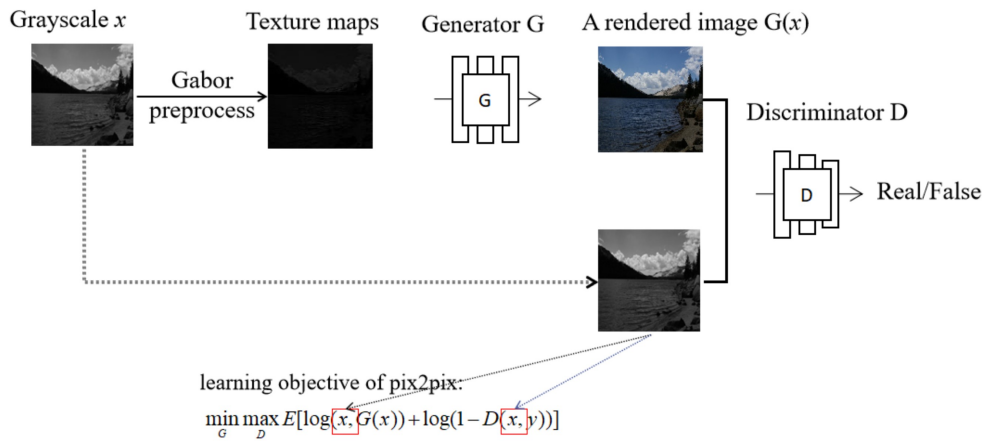 Grayscale x
Texture maps
Generator G
A rendered image G(x)
Gabor
preprocess
G
Discriminator D
D
Real/False
learning objective of pix2pix:
min max E[log(x,G(x))+log(1−D(x,y))]
G D